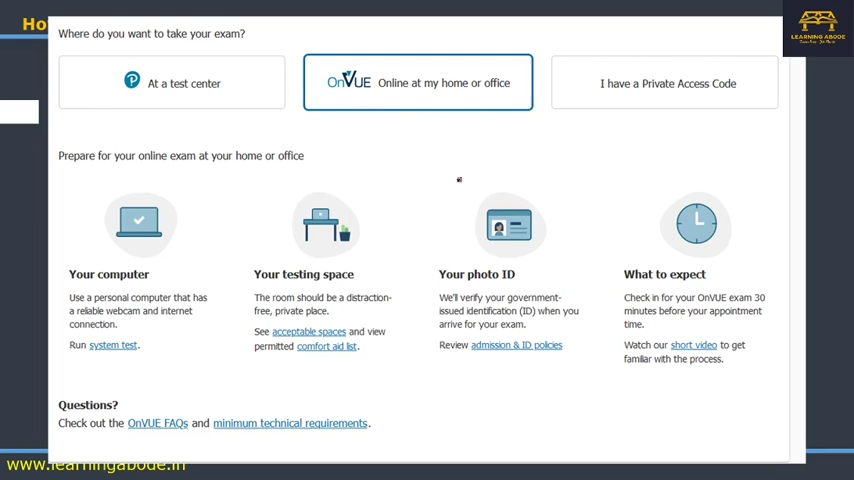 Ho
Where do you want to take your exam?
At a test center
OnVUE Online at my home or office
I have a Private Access Code
LEARNING ABODE
Prepare for your online exam at your home or office
Your computer
Use a personal computer that has
a reliable webcam and internet
connection.
Run system test.
Your testing space
The room should be a distraction-
free, private place.
See acceptable spaces and view
permitted comfort aid list.
Your photo ID
We'll verify your government-
issued identification (ID) when you
arrive for your exam.
Review admission & ID policies
What to expect
Check in for your OnVUE exam 30
minutes before your appointment
time.
Watch our short video to get
familiar with the process.
Questions?
Check out the OnVUE FAQs and minimum technical requirements.
www.learningabode.in